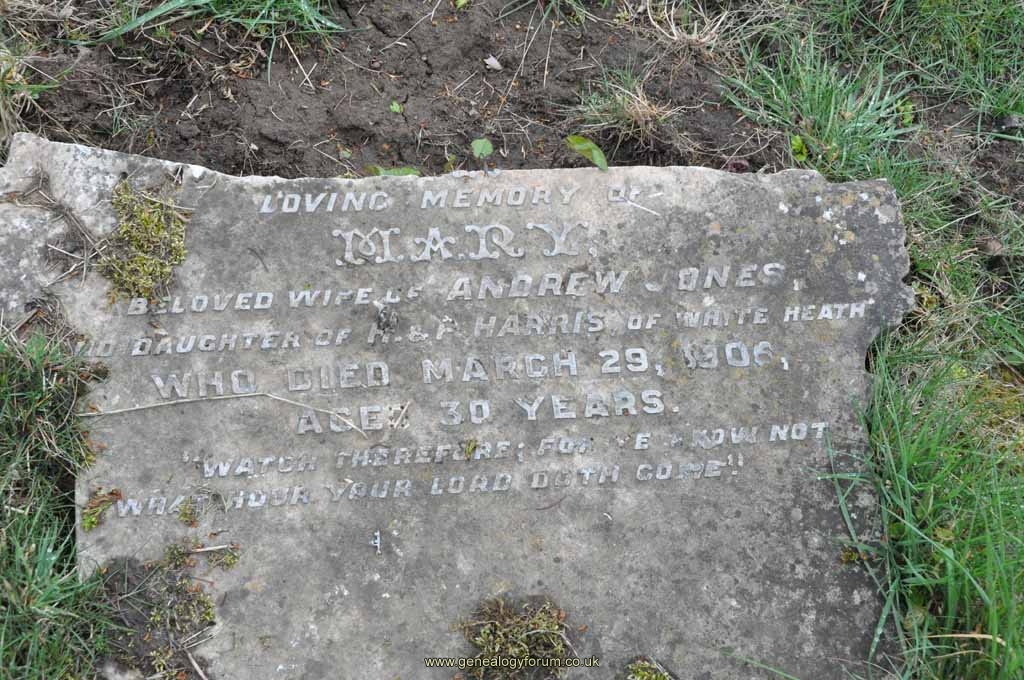 LOVING MEMORY OF
MARY,
BELOVED WIFE OF ANDREW JONES,
DAUGHTER OF H. & P. HARRIS, OF WHITE HEATH
WHO DIED MARCH 29, 1906,
AGED 30 YEARS.
"WATCH THEREFORE; FOR YE KNOW NOT
WHAT HOUR YOUR LORD DOTH COME"
www.genealogyforum.co.uk